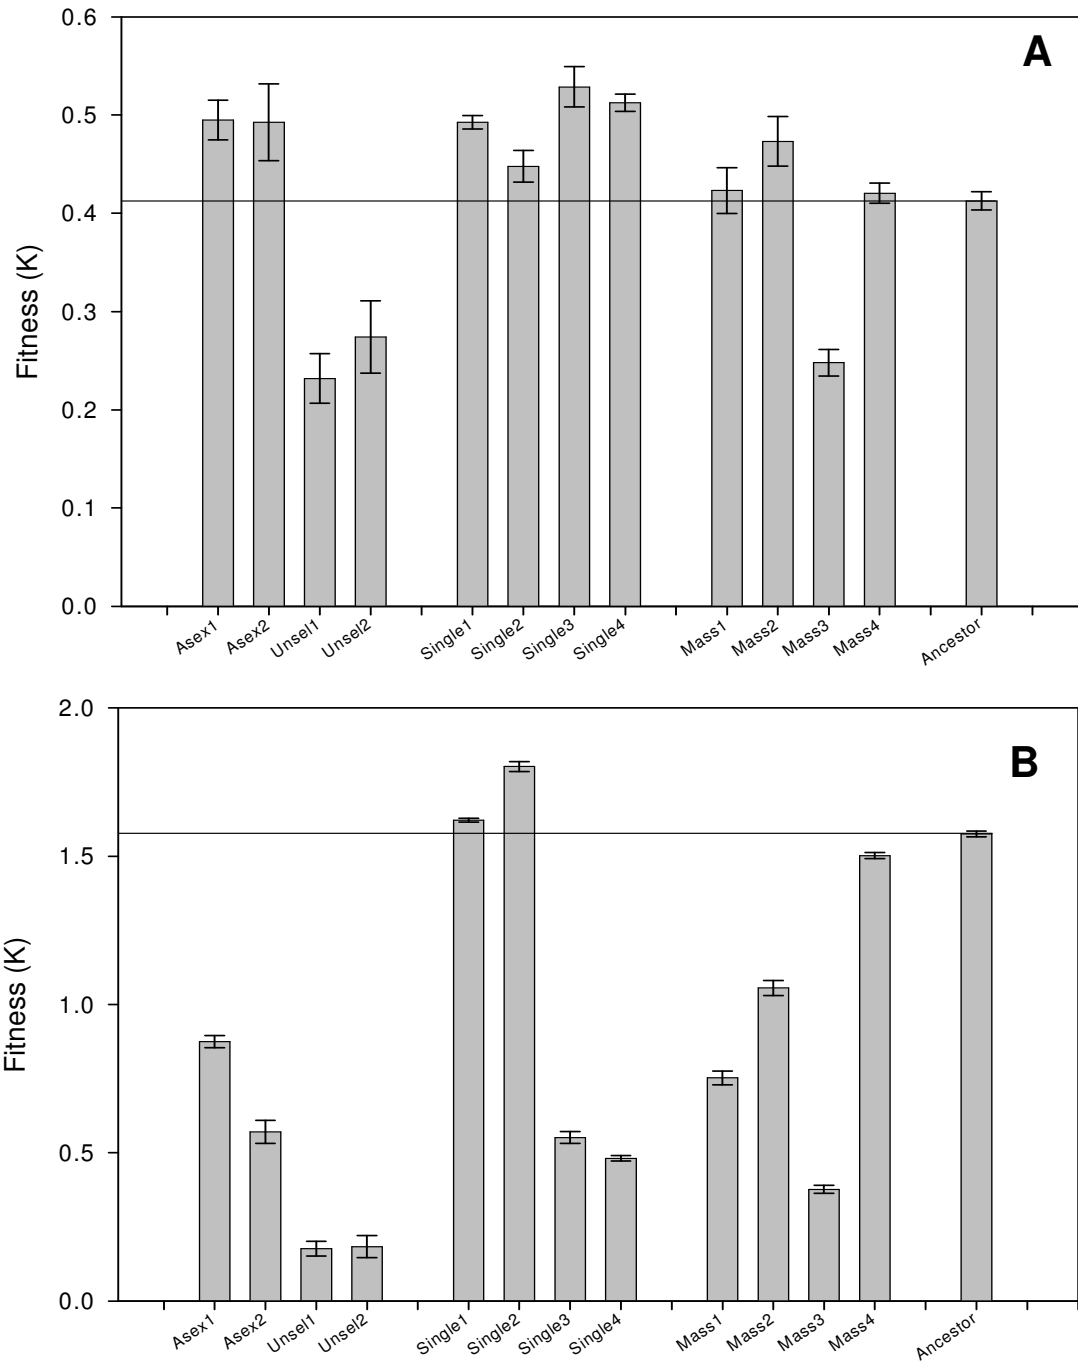 A
Fitness (K)
0.6
0.5
0.4
0.3
0.2
0.1
0.0
Asex1
Asex2
Unsel1
Unsel2
Single1
Single2
Single3
Single4
Mass1
Mass2
Mass3
Mass4
Ancestor
B
Fitness (K)
2.0
1.5
1.0
0.5
0.0
Asex1
Asex2
Unsel1
Unsel2
Single1
Single2
Single3
Single4
Mass1
Mass2
Mass3
Mass4
Ancestor